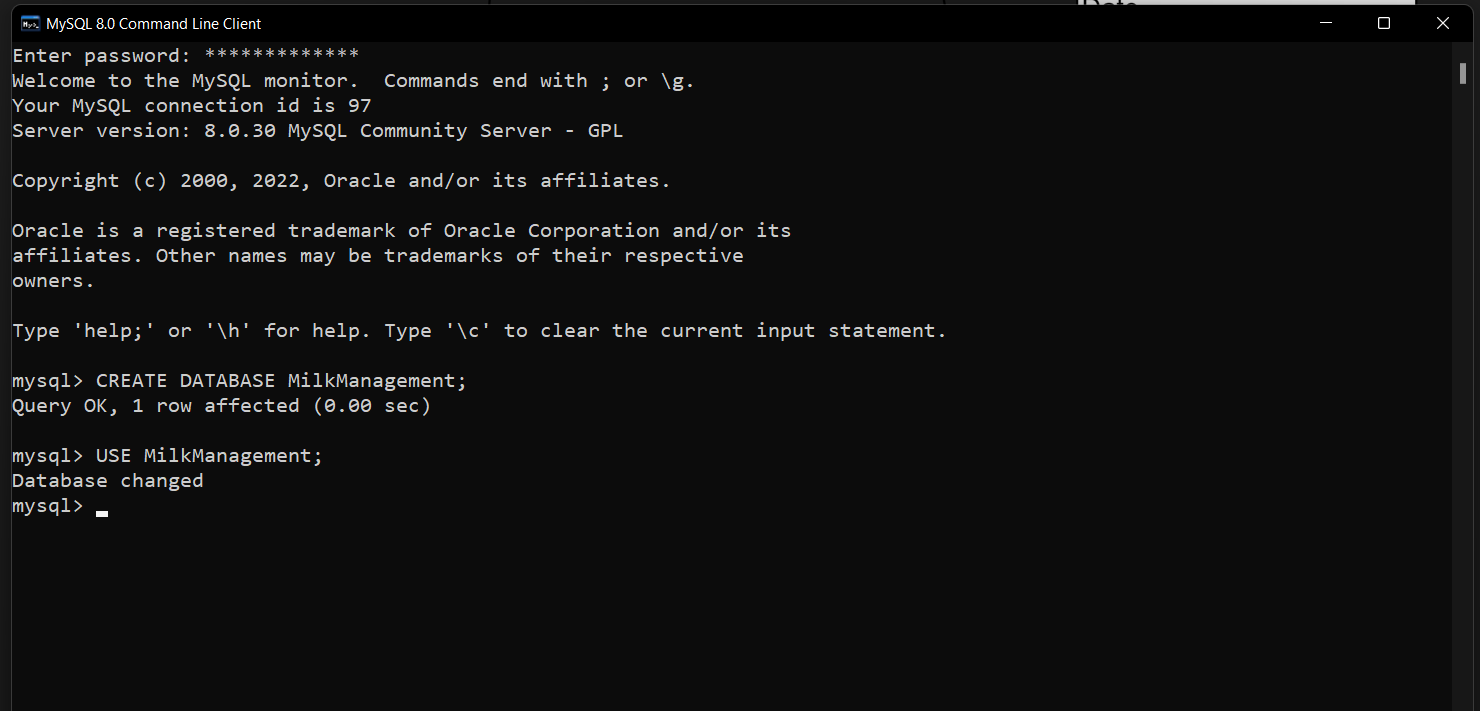 Date
MySQL 8.0 Command Line Client
Enter password: *************
Welcome to the MySQL monitor.  Commands end with ; or \g.
Your MySQL connection id is 97
Server version: 8.0.30 MySQL Community Server - GPL
Copyright (c) 2000, 2022, Oracle and/or its affiliates.
Oracle is a registered trademark of Oracle Corporation and/or its
affiliates. Other names may be trademarks of their respective
owners.
Type 'help;' or '\h' for help. Type '\c' to clear the current input statement.
mysql> CREATE DATABASE MilkManagement;
Query OK, 1 row affected (0.00 sec)
mysql> USE MilkManagement;
Database changed
mysql>